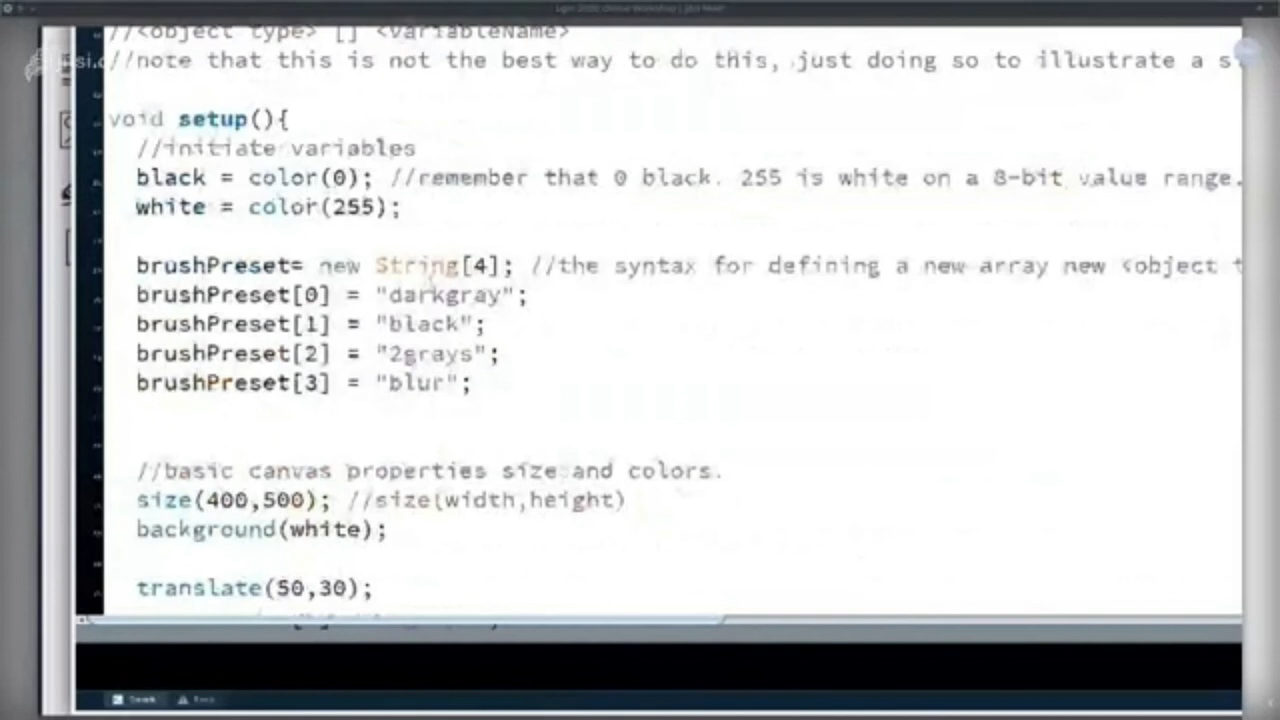 //<object type> [] <variableName>
//note that this is not the best way to do this, just doing so to illustrate a s
void setup(){
//initiate variables
black = color(0); //remember that 0 black. 255 is white on a 8-bit value range.
white = color(255);
brushPreset= new String[4]; //the syntax for defining a new array new <object t
brushPreset[0] = "darkgray";
brushPreset[1] = "black";
brushPreset[2] = "2grays";
brushPreset[3] = "blur";
//basic canvas properties size and colors.
size(400,500); //size(width,height)
background(white);
translate(50,30);